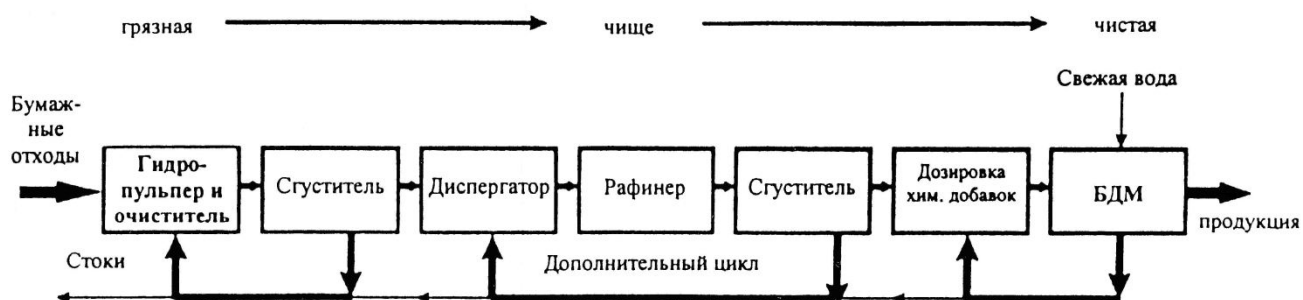 грязная
чище
чистая
Свежая вода
Бумаж-
ные
отходы
Гидро-
пульпер и
очиститель
Сгуститель
Диспергатор
Рафинер
Сгуститель
Дозировка
хим. добавок
БДМ
продукция
Стоки
Дополнительный цикл